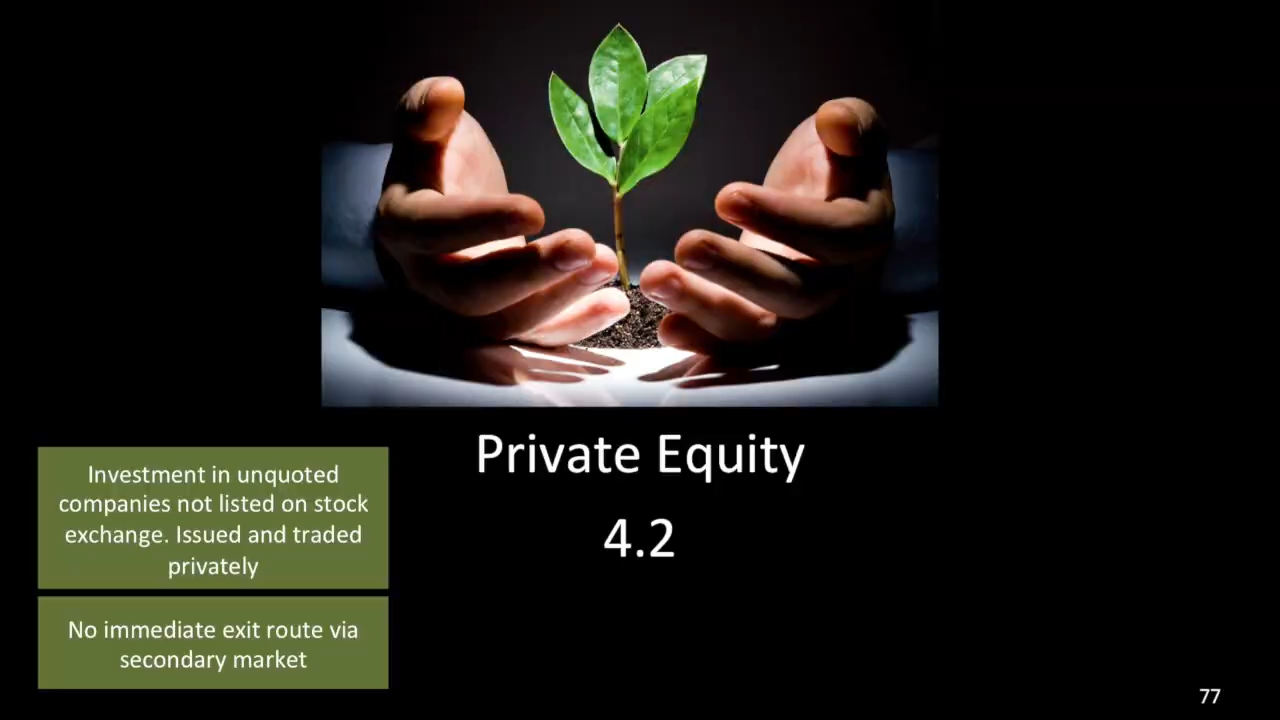 Private Equity
4.2
Investment in unquoted
companies not listed on stock
exchange. Issued and traded
privately
No immediate exit route via
secondary market
77